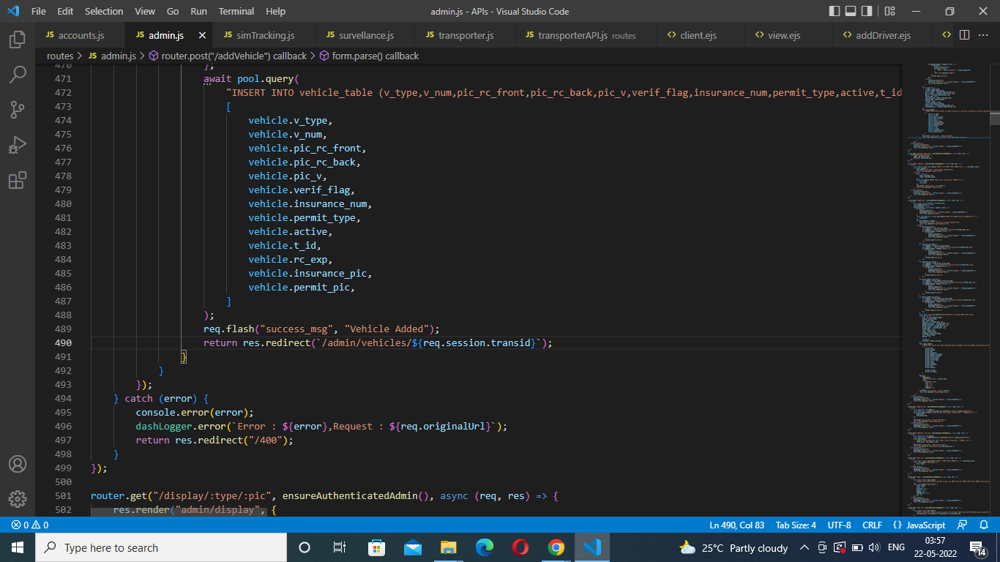 File Edit Selection View Go Run Terminal Help admin.js - APIs - Visual Studio Code
JS accounts.js JS admin.js JS simTracking.js JS survellance.js JS transporter.js JS transporterAPI.js routes <> client.ejs <> view.ejs <> addDriver.ejs <>
routes > JS admin.js > router.post("/addVehicle") callback > form.parse() callback
470 };
471 await pool.query(
472 "INSERT INTO vehicle_table (v_type,v_num,pic_rc_front,pic_rc_back,pic_v,verif_flag,insurance_num,permit_type,active,t_id
473 [
474 vehicle.v_type,
475 vehicle.v_num,
476 vehicle.pic_rc_front,
477 vehicle.pic_rc_back,
478 vehicle.pic_v,
479 vehicle.verif_flag,
480 vehicle.insurance_num,
481 vehicle.permit_type,
482 vehicle.active,
483 vehicle.t_id,
484 vehicle.rc_exp,
485 vehicle.insurance_pic,
486 vehicle.permit_pic,
487 ]
488 );
489 req.flash("success_msg", "Vehicle Added");
490 return res.redirect(`/admin/vehicles/${req.session.transid}`);
491 }
492 }
493 });
494 } catch (error) {
495 console.error(error);
496 dashLogger.error(`Error : ${error},Request : ${req.originalUrl}`);
497 return res.redirect("/400");
498 }
499 });
500
501 router.get("/display/:type/:pic", ensureAuthenticatedAdmin(), async (req, res) => {
502 res.render("admin/display", {
0 0 Ln 490, Col 83 Tab Size: 4 UTF-8 CRLF {} JavaScript
Type here to search 25°C Partly cloudy ENG 03:57
22-05-2022 14